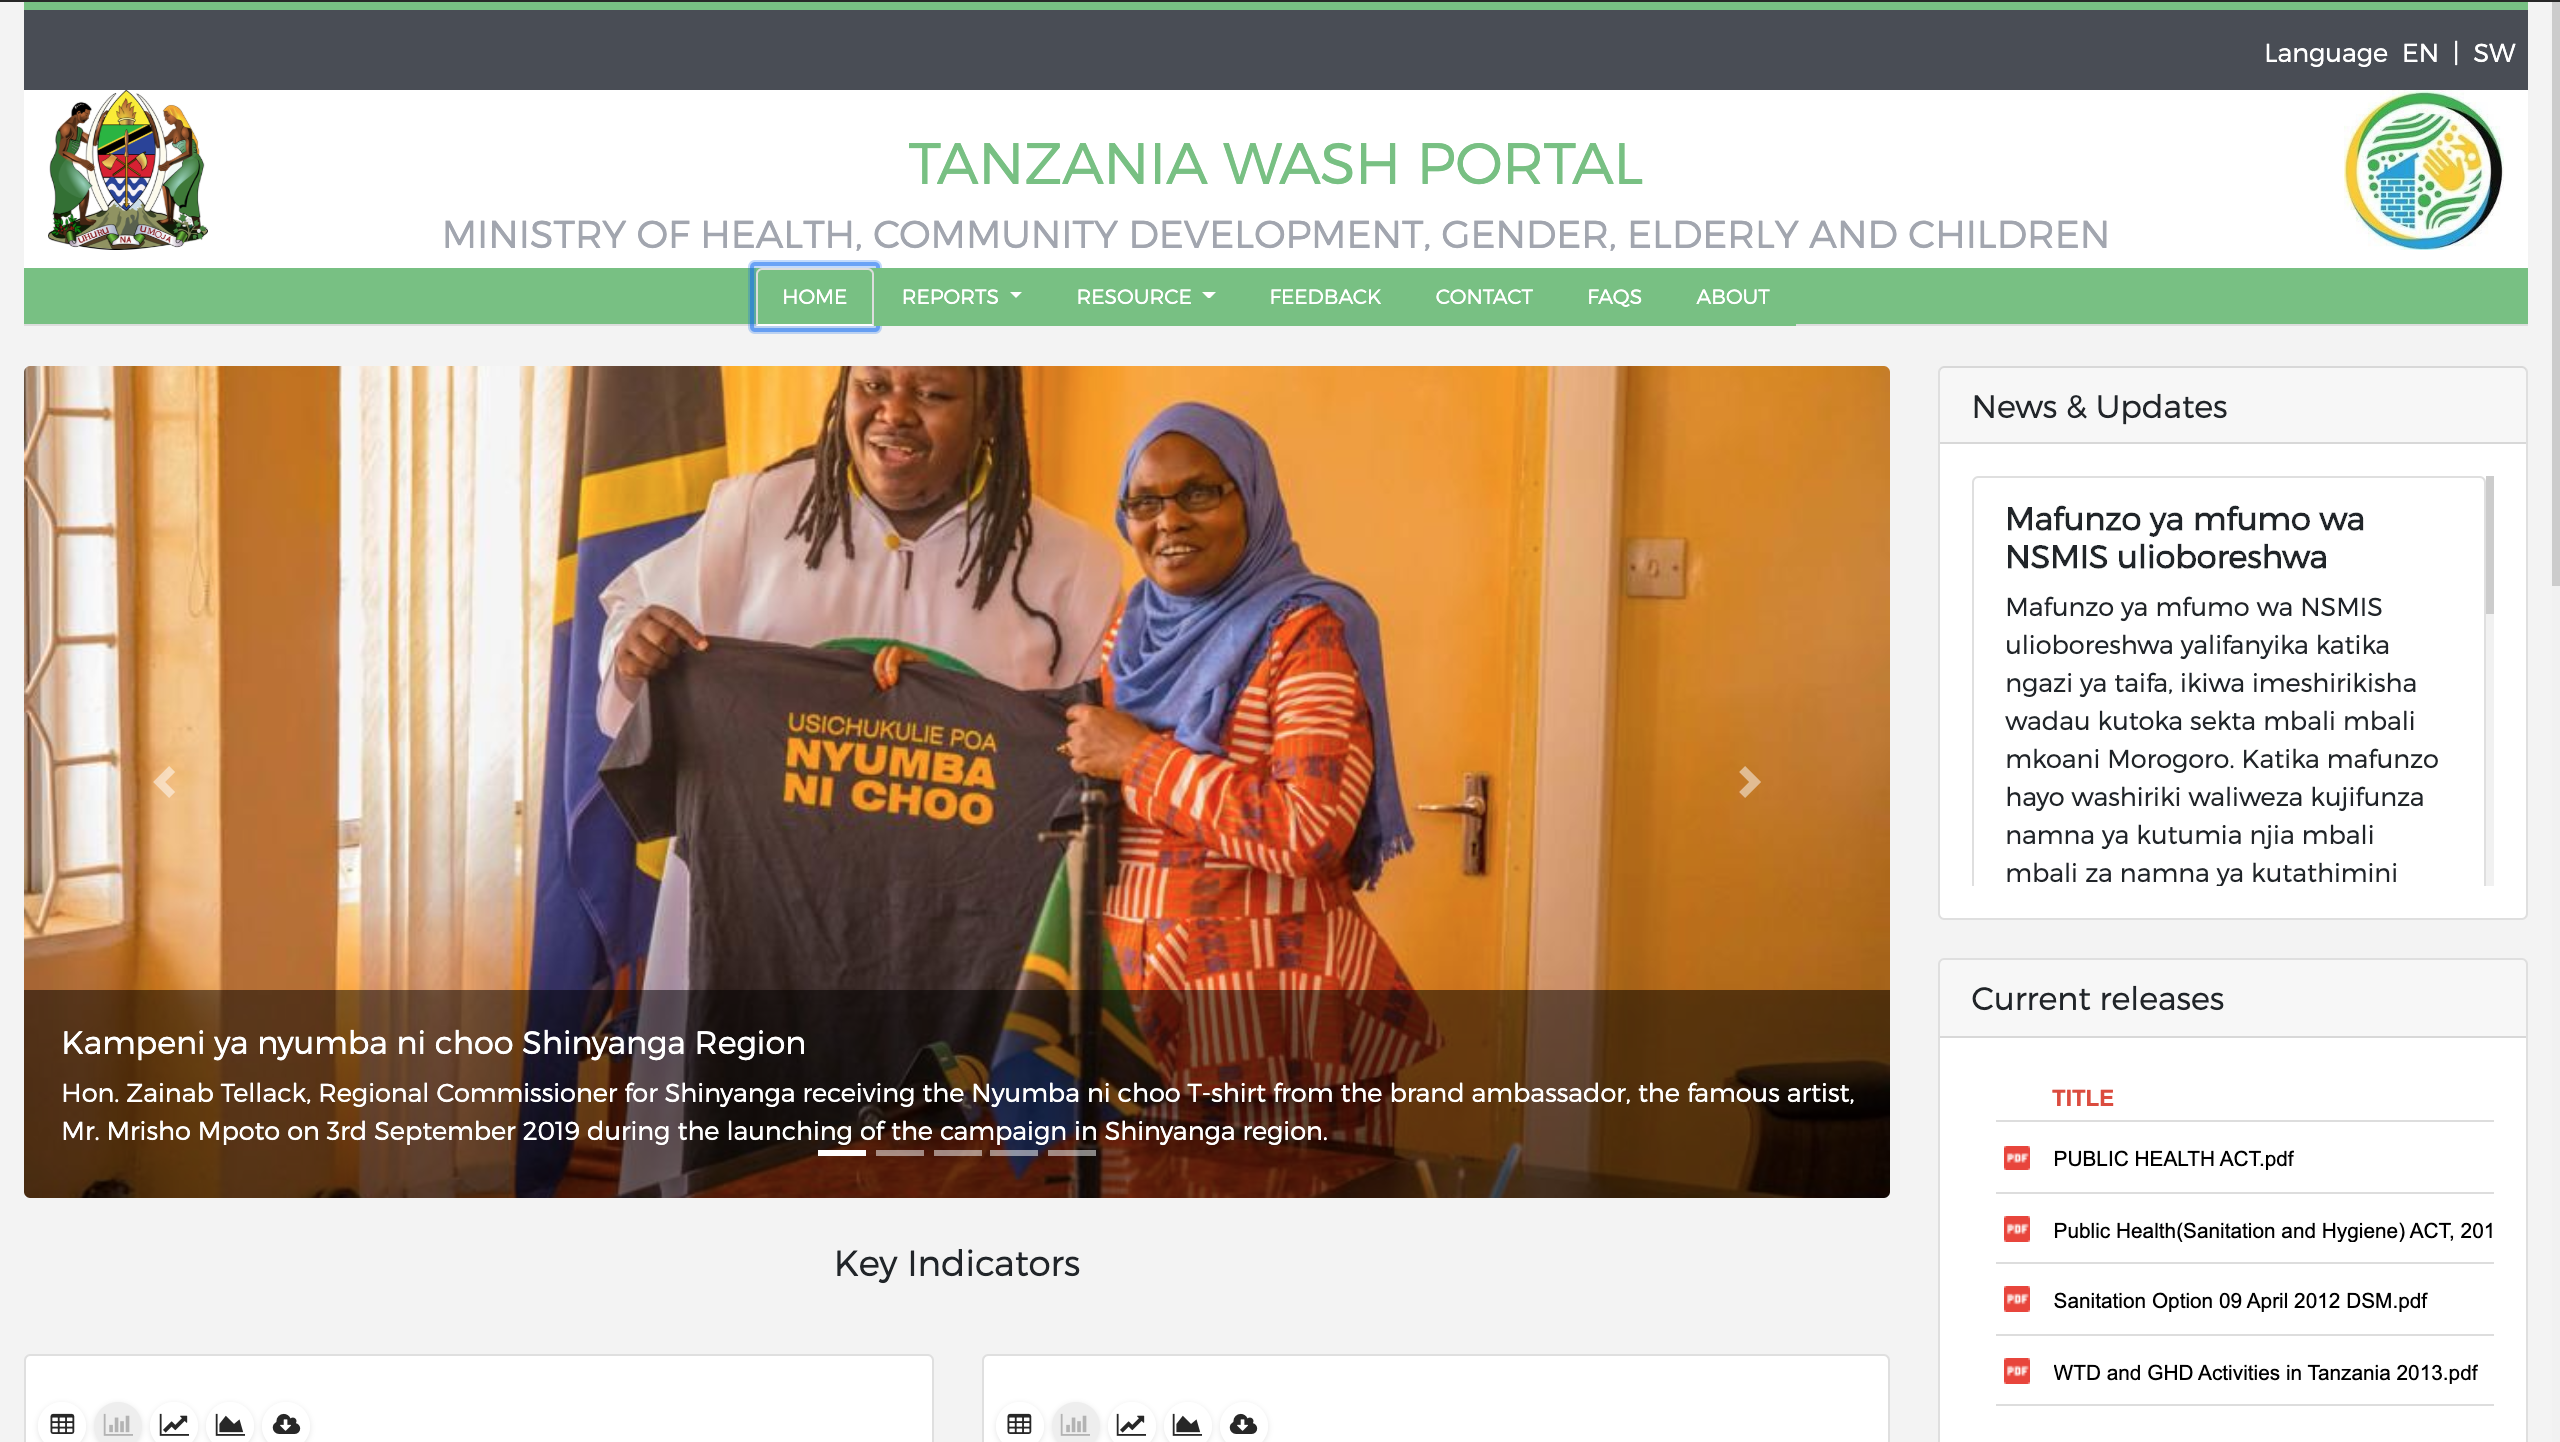 Language EN | SW
UHURU NA UMOJA
TANZANIA WASH PORTAL
MINISTRY OF HEALTH, COMMUNITY DEVELOPMENT, GENDER, ELDERLY AND CHILDREN
HOME REPORTS RESOURCE FEEDBACK CONTACT FAQS ABOUT
USICHUKULIE POA
NYUMBA
NI CHOO
Kampeni ya nyumba ni choo Shinyanga Region
Hon. Zainab Tellack, Regional Commissioner for Shinyanga receiving the Nyumba ni choo T-shirt from the brand ambassador, the famous artist,
Mr. Mrisho Mpoto on 3rd September 2019 during the launching of the campaign in Shinyanga region.
Key Indicators
News & Updates
Mafunzo ya mfumo wa
NSMIS ulioboreshwa
Mafunzo ya mfumo wa NSMIS
ulioboreshwa yalifanyika katika
ngazi ya taifa, ikiwa imeshirikisha
wadau kutoka sekta mbali mbali
mkoani Morogoro. Katika mafunzo
hayo washiriki waliweza kujifunza
namna ya kutumia njia mbali
mbali za namna ya kutathimini
Current releases
TITLE
PDF PUBLIC HEALTH ACT.pdf
PDF Public Health(Sanitation and Hygiene) ACT, 201
PDF Sanitation Option 09 April 2012 DSM.pdf
PDF WTD and GHD Activities in Tanzania 2013.pdf